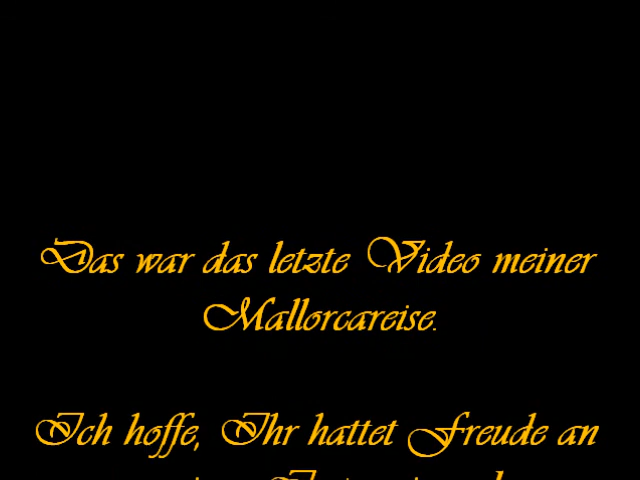 Das war das letzte Video meiner
Mallorcareise.
Ich hoffe, Ihr hattet Freude an